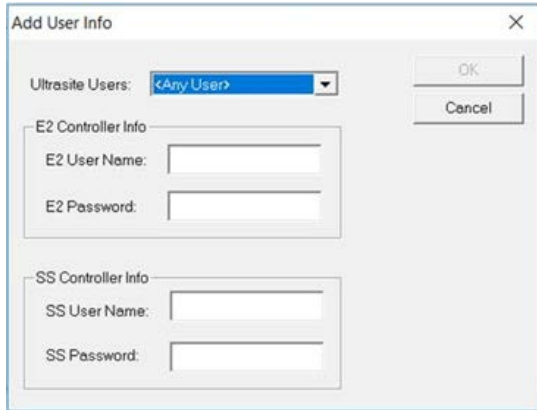 Add User Info
OK
Ultrasite Users: <Any User>
Cancel
E2 Controller Info
E2 User Name:
E2 Password:
SS Controller Info
SS User Name:
SS Password: